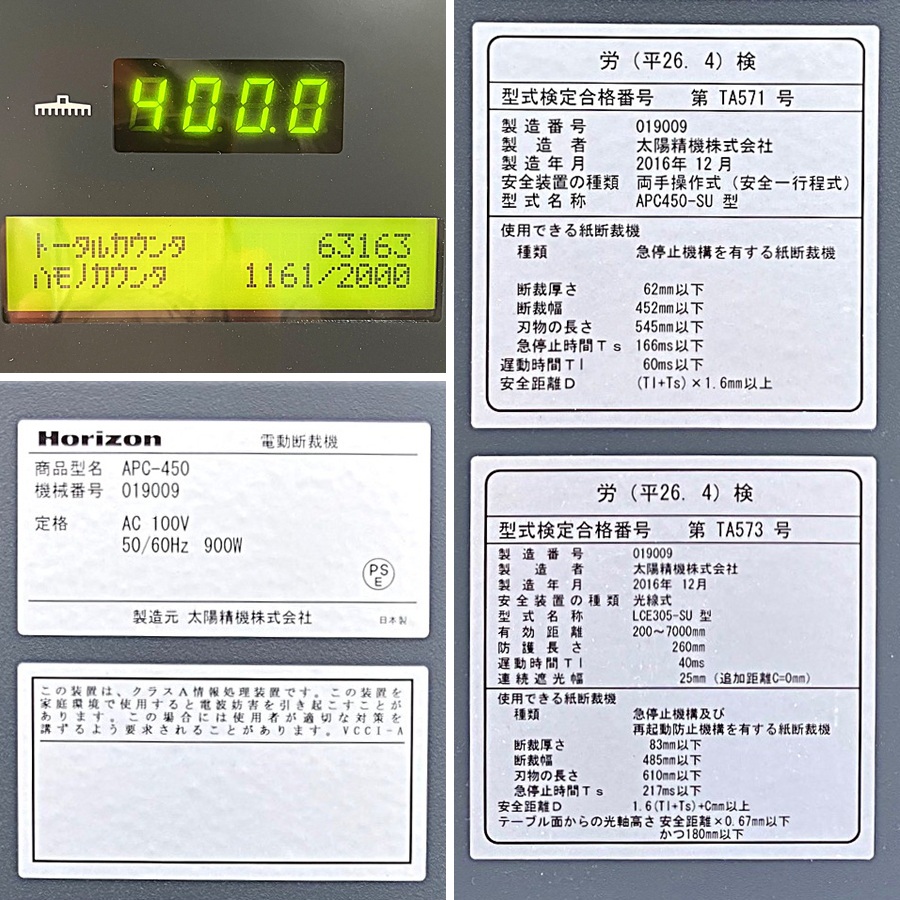 400.0
トータルカウンタ 63163
ハモノカウンタ 1161/2000
Horizon 電動断裁機
商品型名 APC-450
機械番号 019009
定格 AC 100V
50/60Hz 900W
PS
E
製造元 太陽精機株式会社 日本製
この装置は、クラスA情報処理装置です。この装置を
家庭環境で使用すると電波妨害を引き起こすことが
あります。この場合には使用者が適切な対策を
講ずるよう要求されることがあります。VCCI-A
労(平26. 4)検
型式検定合格番号 第 TA571 号
製造番号 019009
製造者 太陽精機株式会社
製造年月 2016年 12月
安全装置の種類 両手操作式(安全一行程式)
型式名称 APC450-SU 型
使用できる紙断裁機
種類 急停止機構を有する紙断裁機
断裁厚さ 62mm以下
断裁幅 452mm以下
刃物の長さ 545mm以下
急停止時間Ts 166ms以下
遅動時間Tl 60ms以下
安全距離D (Tl+Ts)×1.6mm以上
労(平26. 4)検
型式検定合格番号 第 TA573 号
製造番号 019009
製造者 太陽精機株式会社
製造年月 2016年 12月
安全装置の種類 光線式
型式名称 LCE305-SU 型
有効距離 200~7000mm
防護長さ 260mm
遅動時間Tl 40ms
連続遮光幅 25mm (追加距離C=0mm)
使用できる紙断裁機
種類 急停止機構及び
再起動防止機構を有する紙断裁機
断裁厚さ 83mm以下
断裁幅 485mm以下
刃物の長さ 610mm以下
急停止時間Ts 217ms以下
安全距離D 1.6(Tl+Ts)+Cmm以上
テーブル面からの光軸高さ 安全距離×0.67mm以下
かつ180mm以下